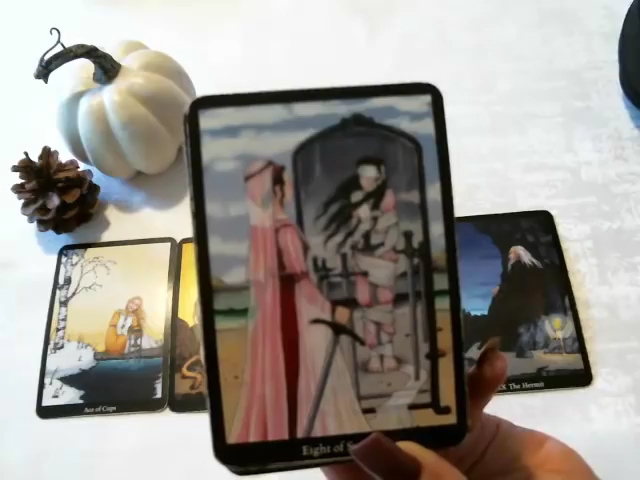 Eight of
Ace of Cups
IX The Hermit